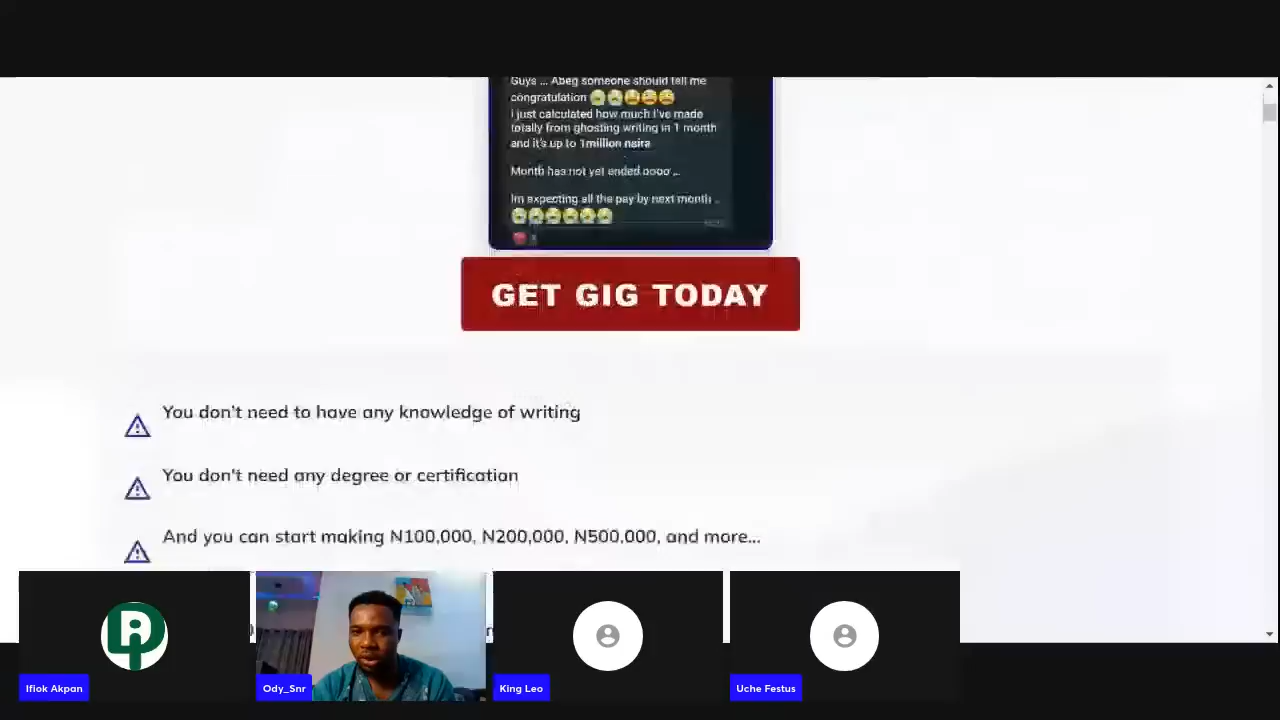 Guys ... Abeg someone should tell me
congratulation 😭😭😫😫😫
I just calculated how much I've made
totally from ghosting writing in 1 month
and it's up to 1million naira
Month has not yet ended oooo ...
Im expecting all the pay by next month ..
😭😭😭😭😭😭
GET GIG TODAY
You don't need to have any knowledge of writing
You don't need any degree or certification
And you can start making N100,000, N200,000, N500,000, and more...
Ifiok Akpan
Ody_Snr
King Leo
Uche Festus